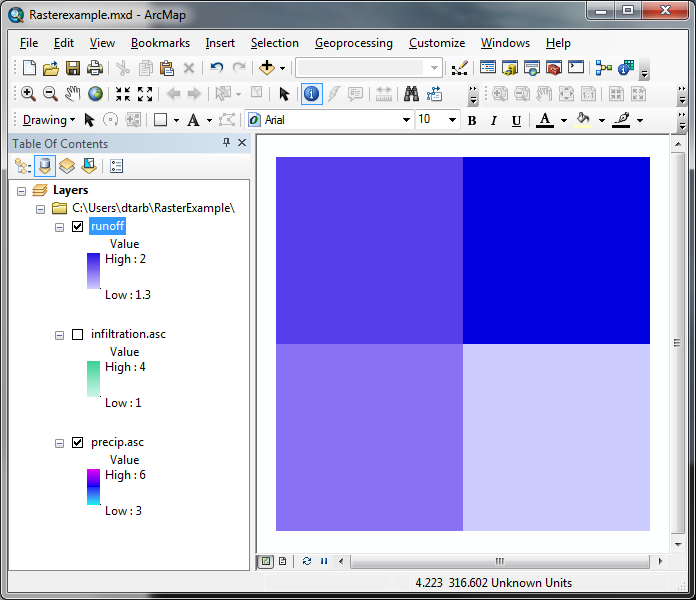 Rasterexample.mxd - ArcMap
File Edit View Bookmarks Insert Selection Geoprocessing Customize Windows Help
Drawing Arial 10 B I U A
Table Of Contents
Layers
C:\Users\dtarb\RasterExample\
runoff
Value
High : 2
Low : 1.3
infiltration.asc
Value
High : 4
Low : 1
precip.asc
Value
High : 6
Low : 3
4.223 316.602 Unknown Units